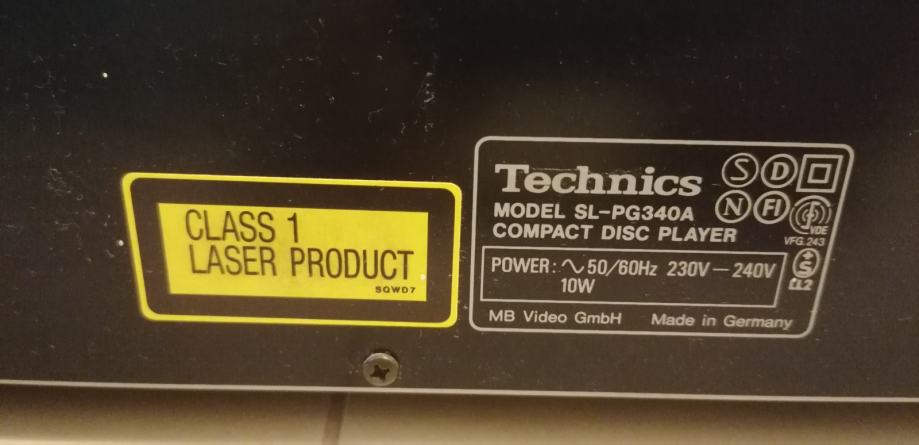 CLASS 1
LASER PRODUCT
SQWD7
Technics
MODEL SL-PG340A
COMPACT DISC PLAYER
POWER: ∿50/60Hz 230V—240V
10W
MB Video GmbH Made in Germany
S D
N FI
VDE
VFG.243
+S